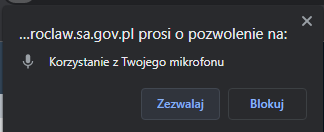 ...roclaw.sa.gov.pl prosi o pozwolenie na:
Korzystanie z Twojego mikrofonu
Zezwalaj
Blokuj